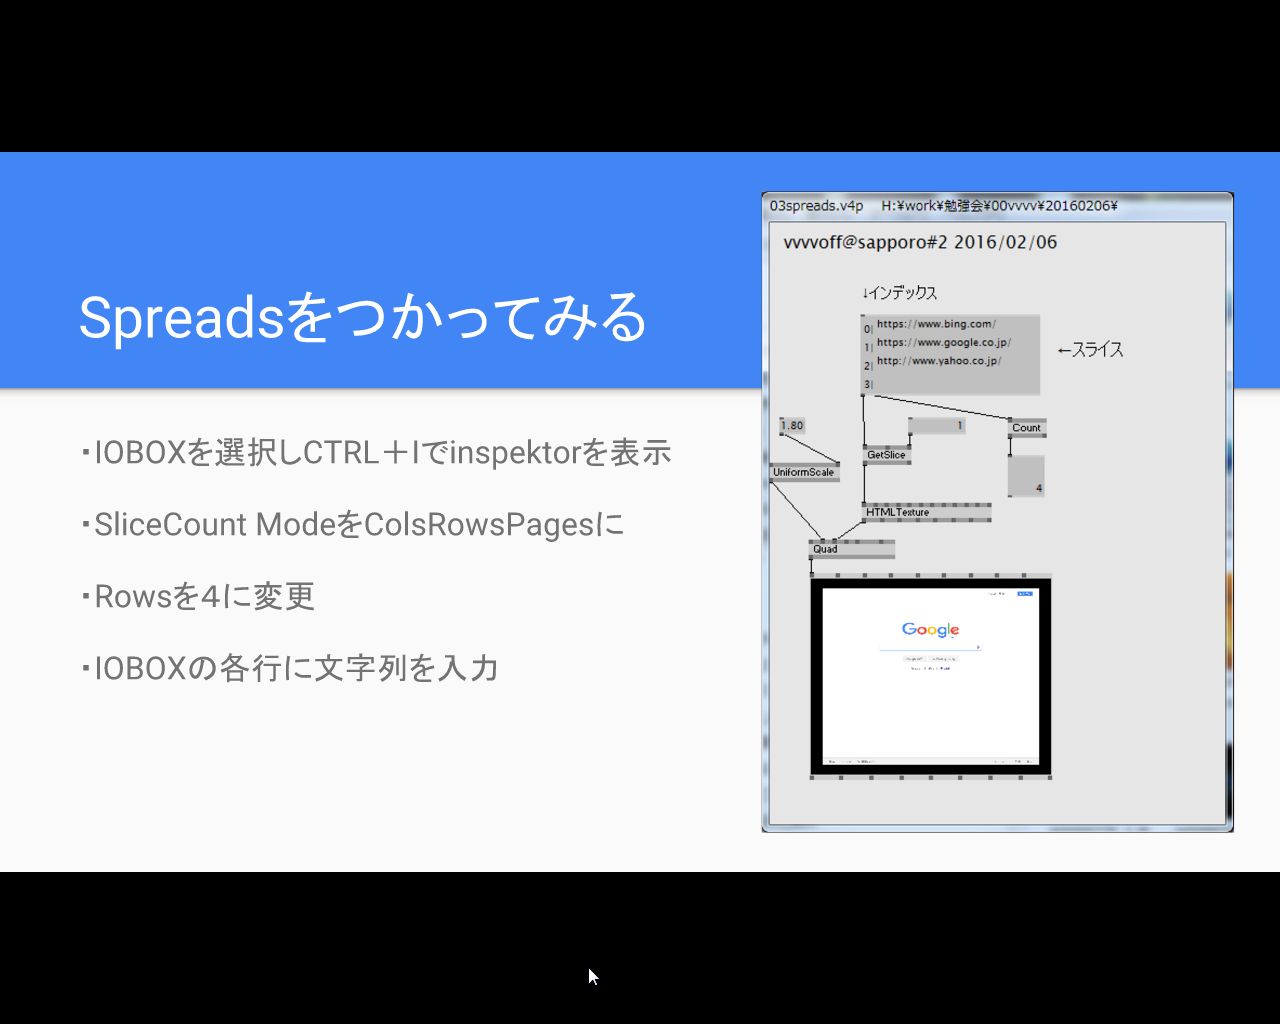 Spreadsをつかってみる
・IOBOXを選択しCTRL＋Iでinspektorを表示
・SliceCount ModeをColsRowsPagesに
・Rowsを４に変更
・IOBOXの各行に文字列を入力
03spreads.v4p H:¥work¥勉強会¥00vvvv¥20160206¥
vvvvoff@sapporo#2 2016/02/06
↓インデックス
0| https://www.bing.com/
1| https://www.google.co.jp/
2| http://www.yahoo.co.jp/
3|
←スライス
1.80
1
Count
GetSlice
UniformScale
4
HTMLTexture
Quad
Google